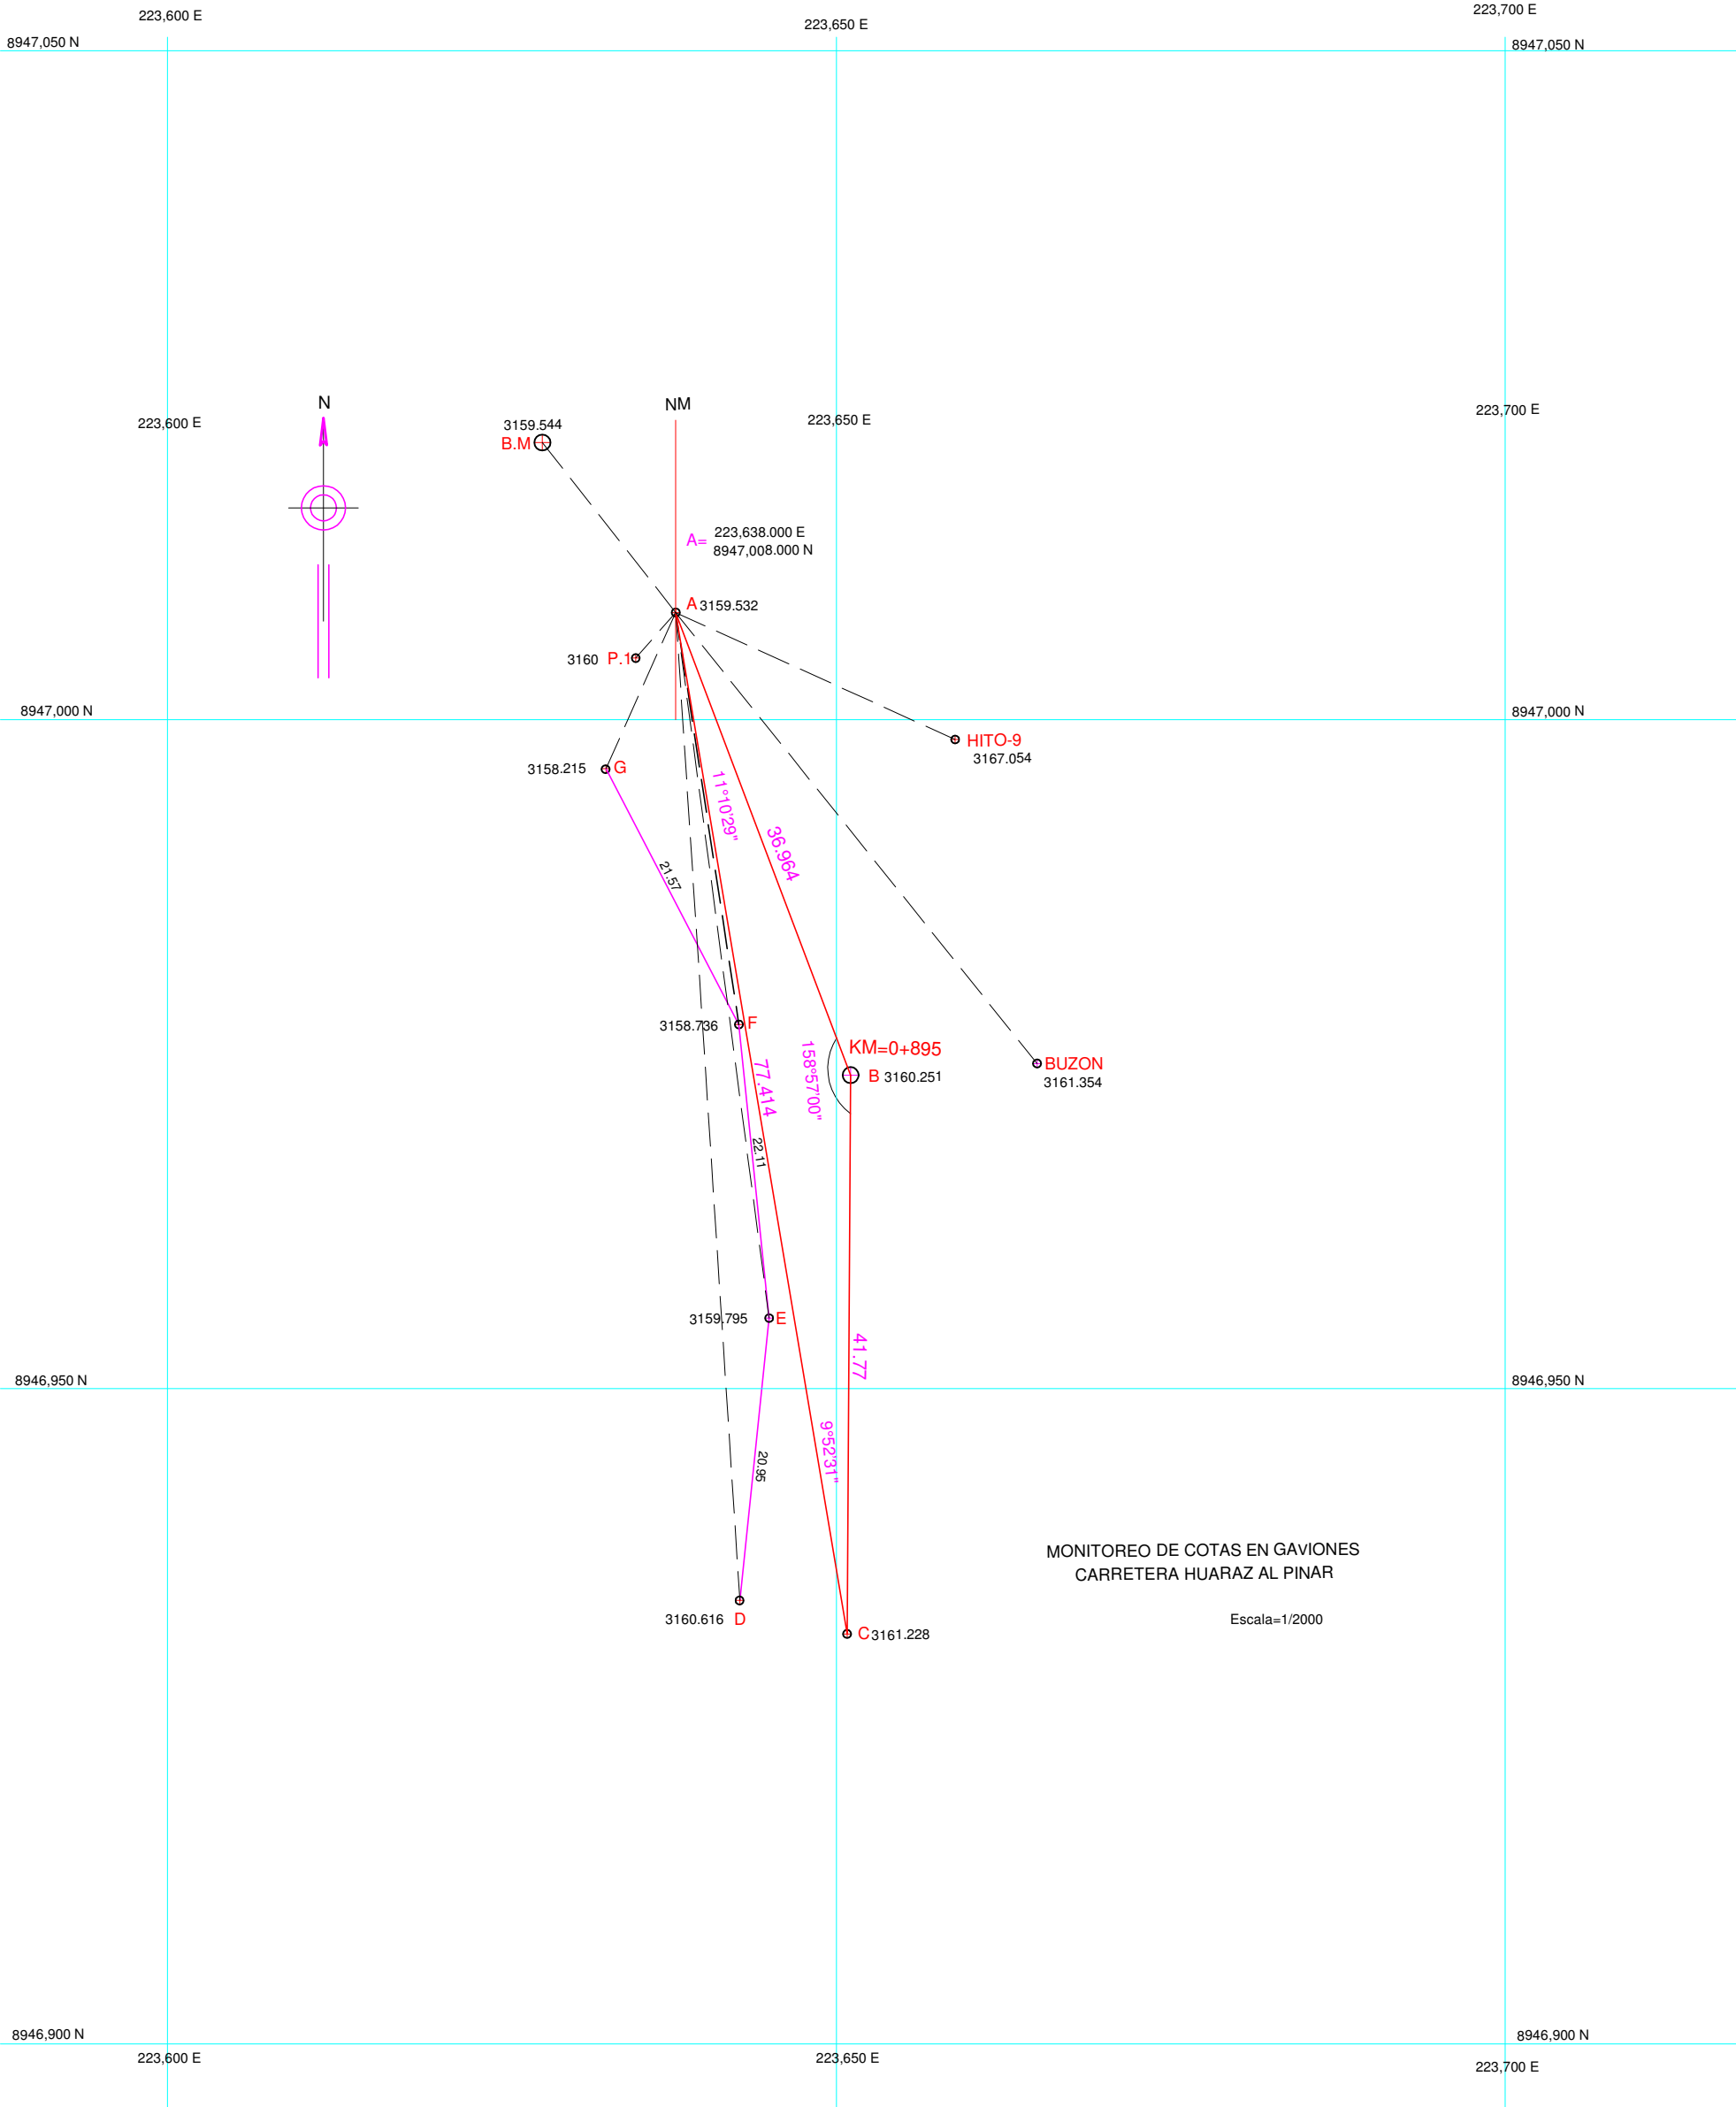 223,600 E
223,650 E
223,700 E
8947,050 N
8947,050 N
N
NM
223,600 E
223,650 E
223,700 E
3159.544
B.M
A=
223,638.000 E
8947,008.000 N
A 3159.532
3160 P.1
8947,000 N
8947,000 N
HITO-9
3167.054
3158.215 G
11°10'29"
36.964
21.57
3158.736 F
KM=0+895
158°57'00"
B 3160.251
BUZON
3161.354
77.414
22.11
3159.795 E
41.77
8946,950 N
8946,950 N
9°52'31"
20.95
MONITOREO DE COTAS EN GAVIONES
CARRETERA HUARAZ AL PINAR
Escala=1/2000
3160.616 D
C 3161.228
8946,900 N
8946,900 N
223,600 E
223,650 E
223,700 E